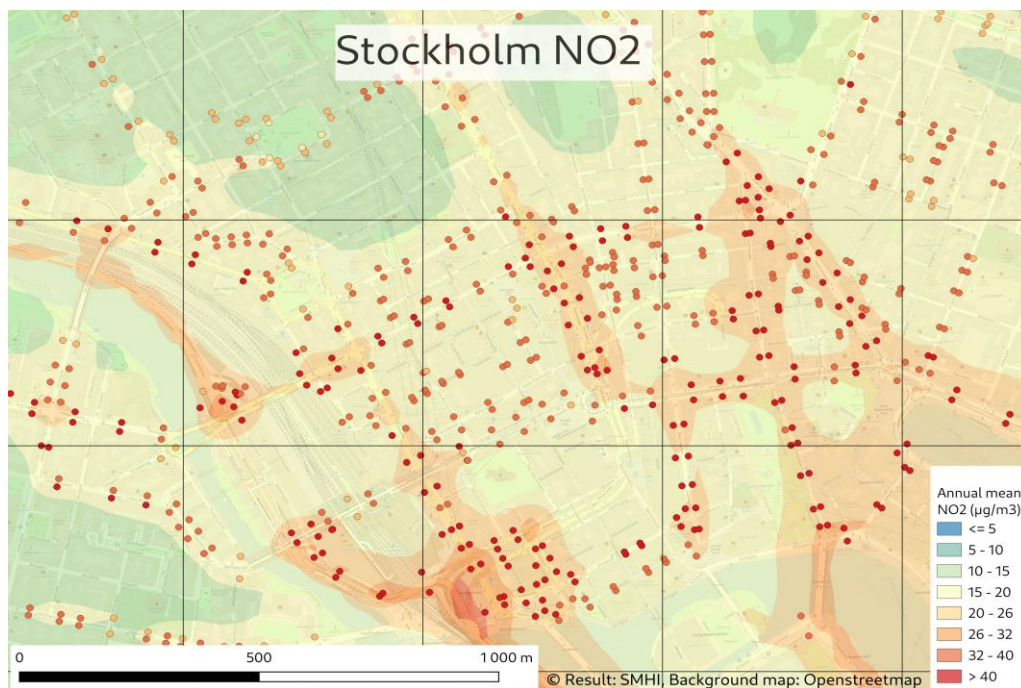 Stockholm NO2
Annual mean
NO2 (µg/m3)
<= 5
5 - 10
10 - 15
15 - 20
20 - 26
26 - 32
32 - 40
> 40
0
500
1 000 m
© Result: SMHI, Background map: Openstreetmap